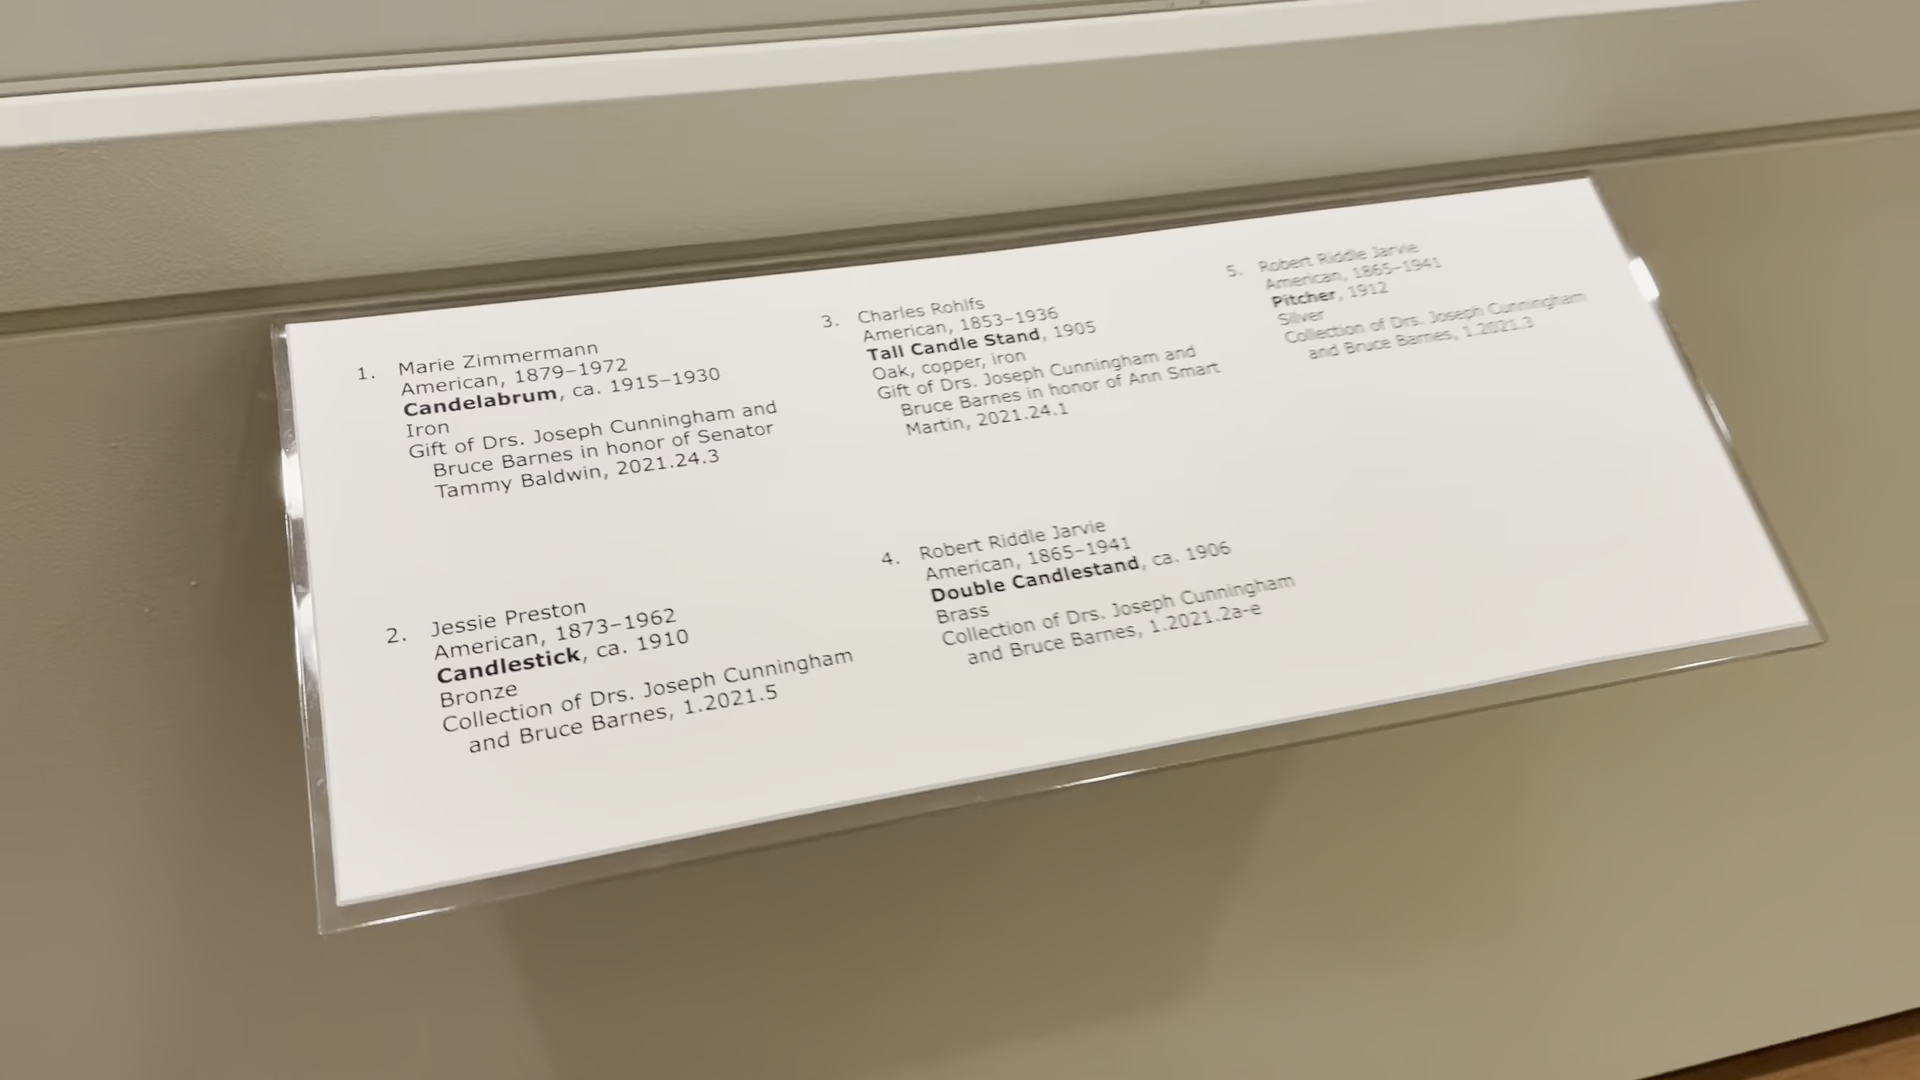 1. Marie Zimmermann
American, 1879–1972
Candelabrum, ca. 1915–1930
Iron
Gift of Drs. Joseph Cunningham and
Bruce Barnes in honor of Senator
Tammy Baldwin, 2021.24.3
2. Jessie Preston
American, 1873–1962
Candlestick, ca. 1910
Bronze
Collection of Drs. Joseph Cunningham
and Bruce Barnes, 1.2021.5
3. Charles Rohlfs
American, 1853–1936
Tall Candle Stand, 1905
Oak, copper, iron
Gift of Drs. Joseph Cunningham and
Bruce Barnes in honor of Ann Smart
Martin, 2021.24.1
4. Robert Riddle Jarvie
American, 1865–1941
Double Candlestand, ca. 1906
Brass
Collection of Drs. Joseph Cunningham
and Bruce Barnes, 1.2021.2a-e
5. Robert Riddle Jarvie
American, 1865–1941
Pitcher, 1912
Silver
Collection of Drs. Joseph Cunningham
and Bruce Barnes, 1.2021.3